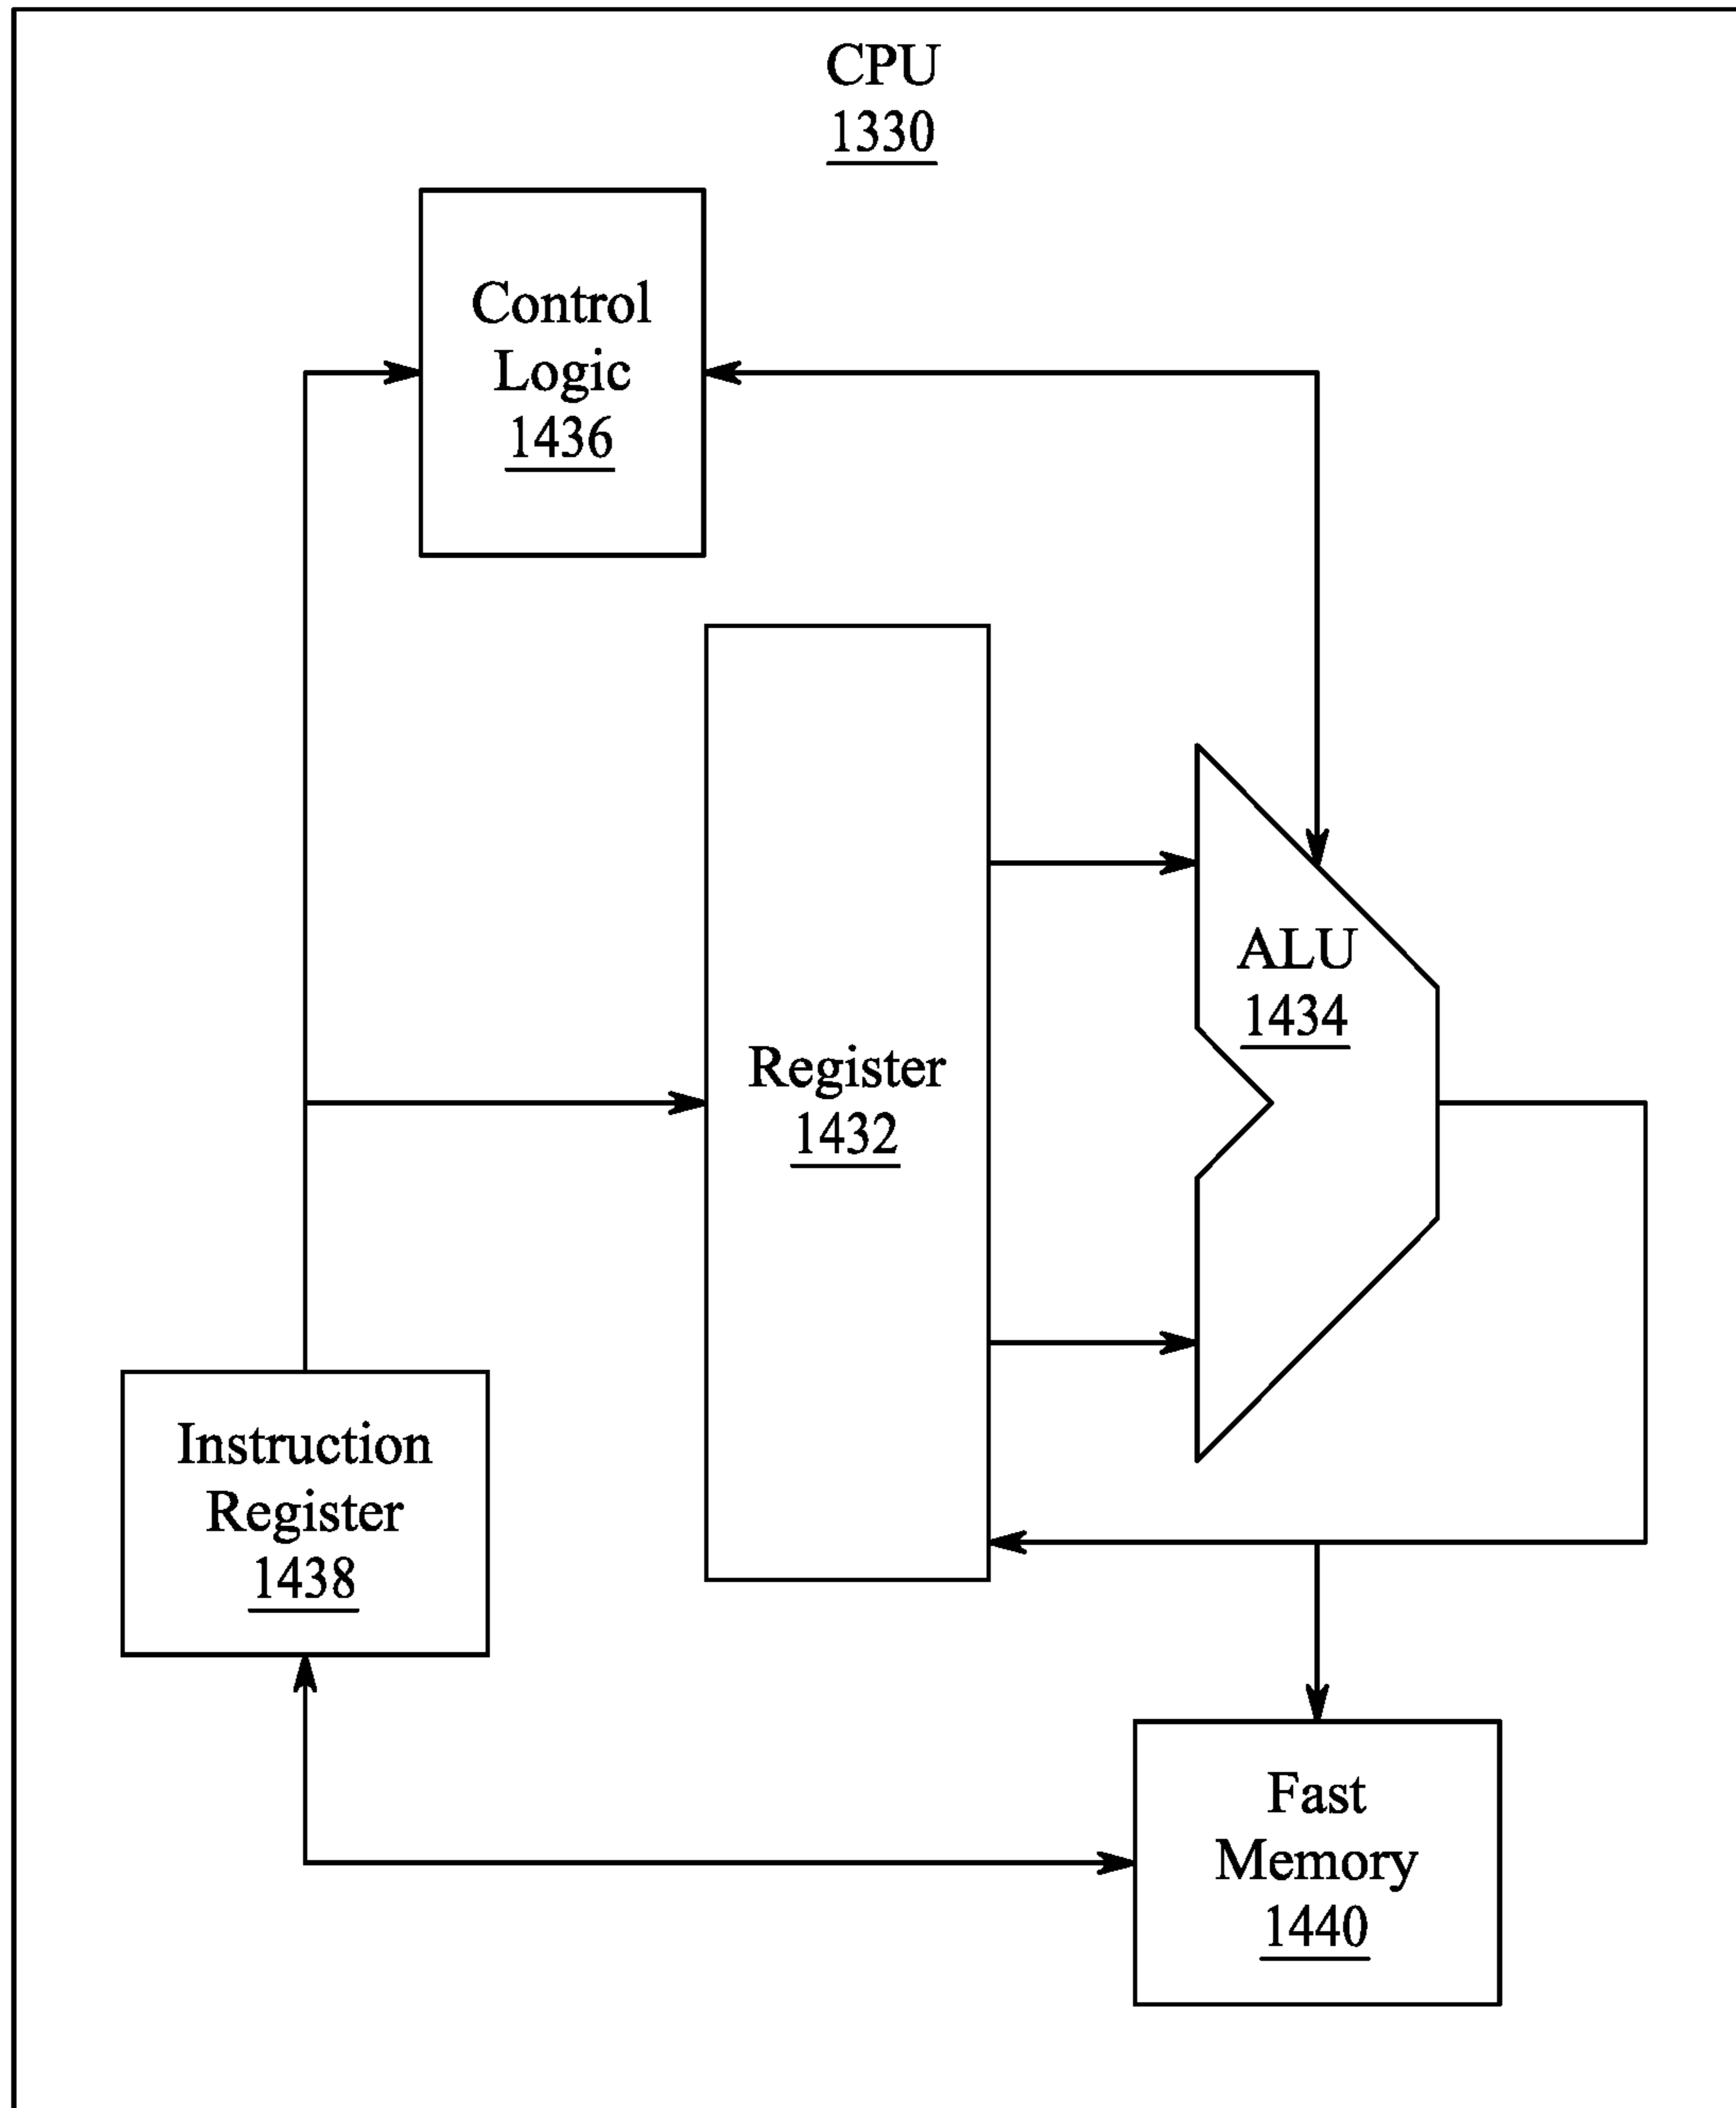 CPU
1330
Control
Logic
1436
ALU
1434
Register
1432
Instruction
Register
1438
Fast
Memory
1440